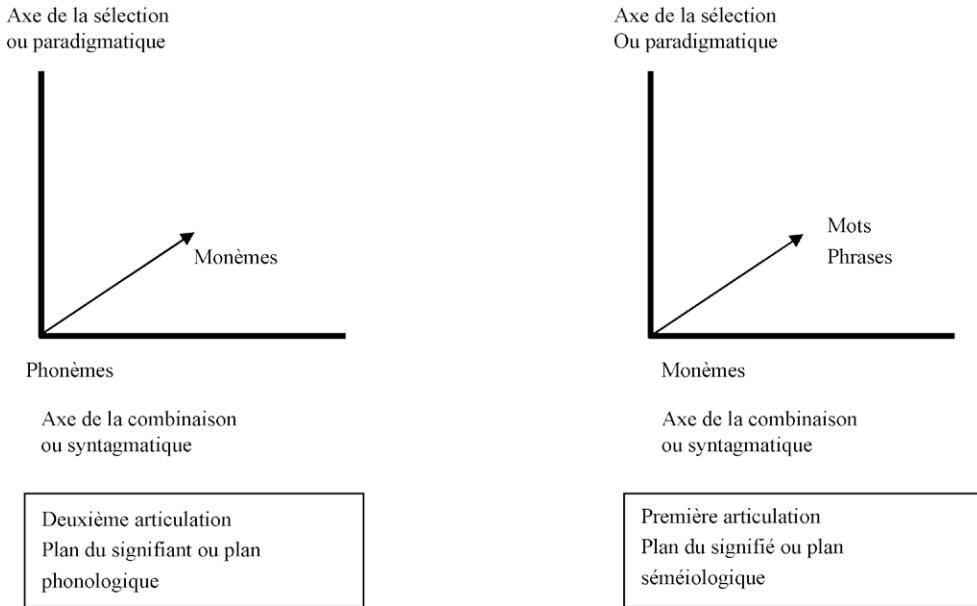 Axe de la sélection
ou paradigmatique
Monèmes
Phonèmes
Axe de la combinaison
ou syntagmatique
Deuxième articulation
Plan du signifiant ou plan
phonologique
Axe de la sélection
Ou paradigmatique
Mots
Phrases
Monèmes
Axe de la combinaison
ou syntagmatique
Première articulation
Plan du signifié ou plan
séméiologique